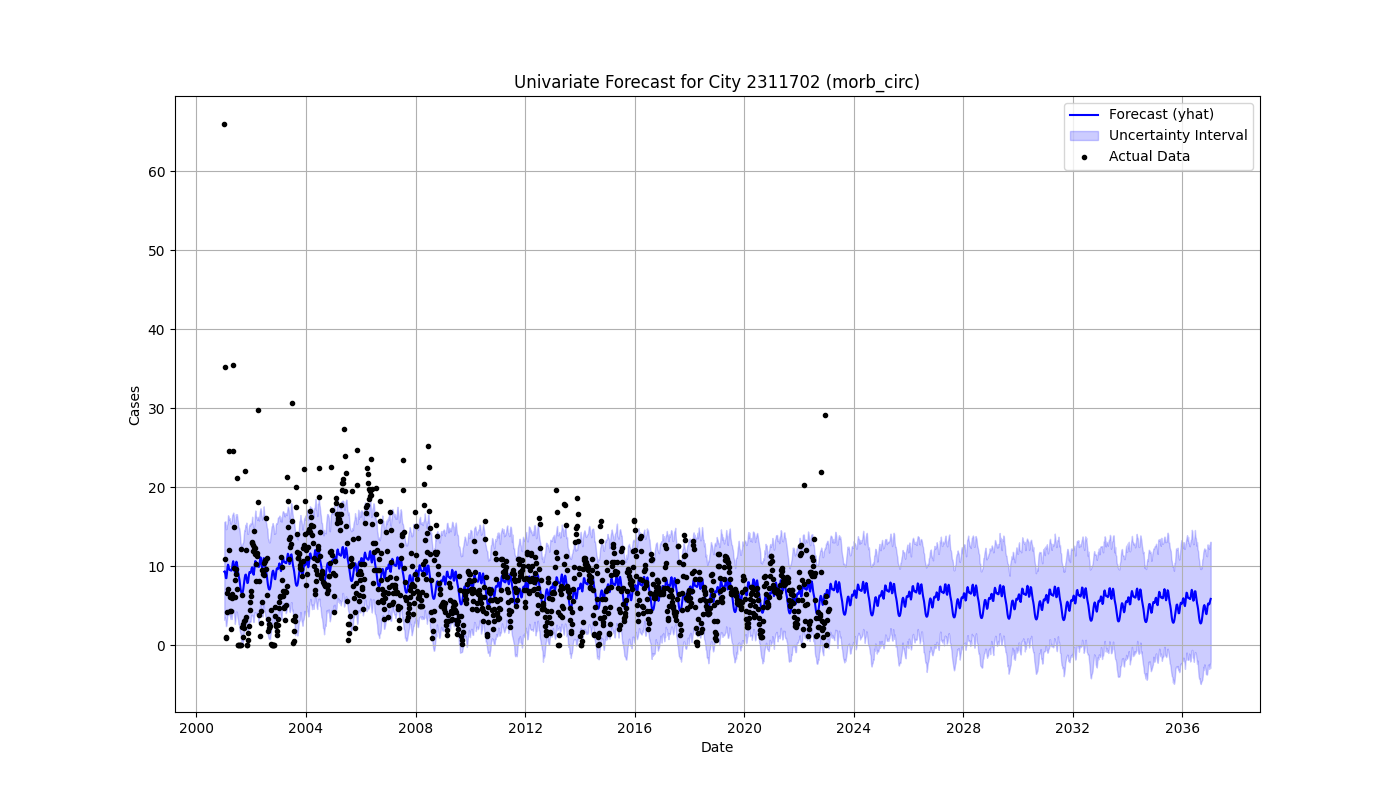 Univariate Forecast for City 2311702 (morb_circ)
Forecast (yhat)
Uncertainty Interval
Actual Data
Cases
60
50
40
30
20
10
0
2000 2004 2008 2012 2016 2020 2024 2028 2032 2036
Date